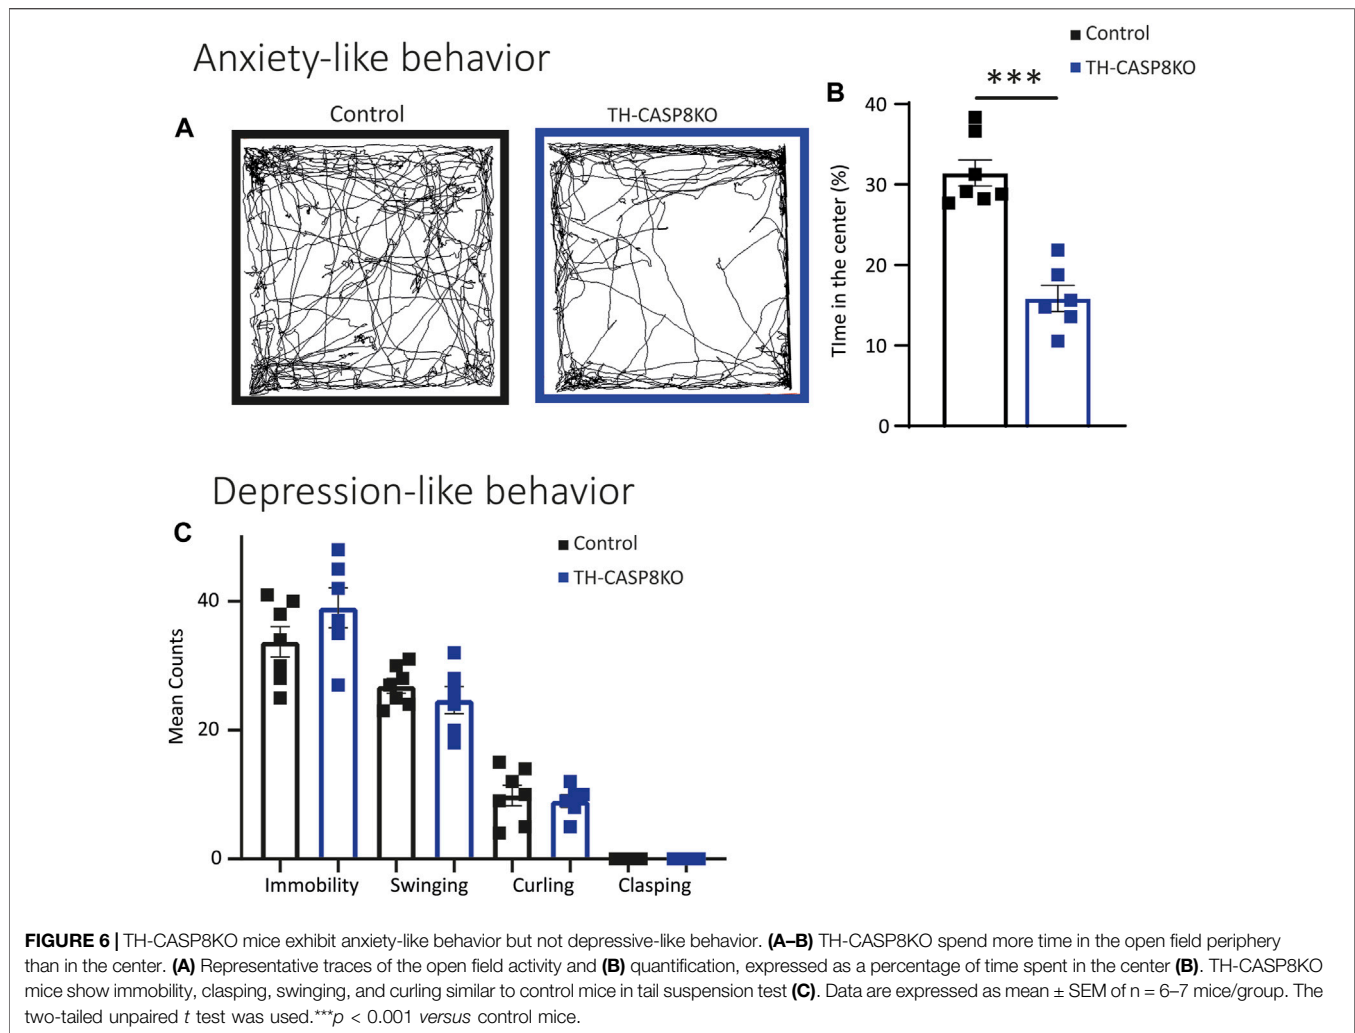 Anxiety-like behavior
A
Control
TH-CASP8KO
B
Control
TH-CASP8KO
***
Time in the center (%)
40
30
20
10
0
Depression-like behavior
C
Control
TH-CASP8KO
Mean Counts
40
20
0
Immobility Swinging Curling Clasping
FIGURE 6 | TH-CASP8KO mice exhibit anxiety-like behavior but not depressive-like behavior. (A–B) TH-CASP8KO spend more time in the open field periphery
than in the center. (A) Representative traces of the open field activity and (B) quantification, expressed as a percentage of time spent in the center (B). TH-CASP8KO
mice show immobility, clasping, swinging, and curling similar to control mice in tail suspension test (C). Data are expressed as mean ± SEM of n = 6–7 mice/group. The
two-tailed unpaired t test was used.***p < 0.001 versus control mice.